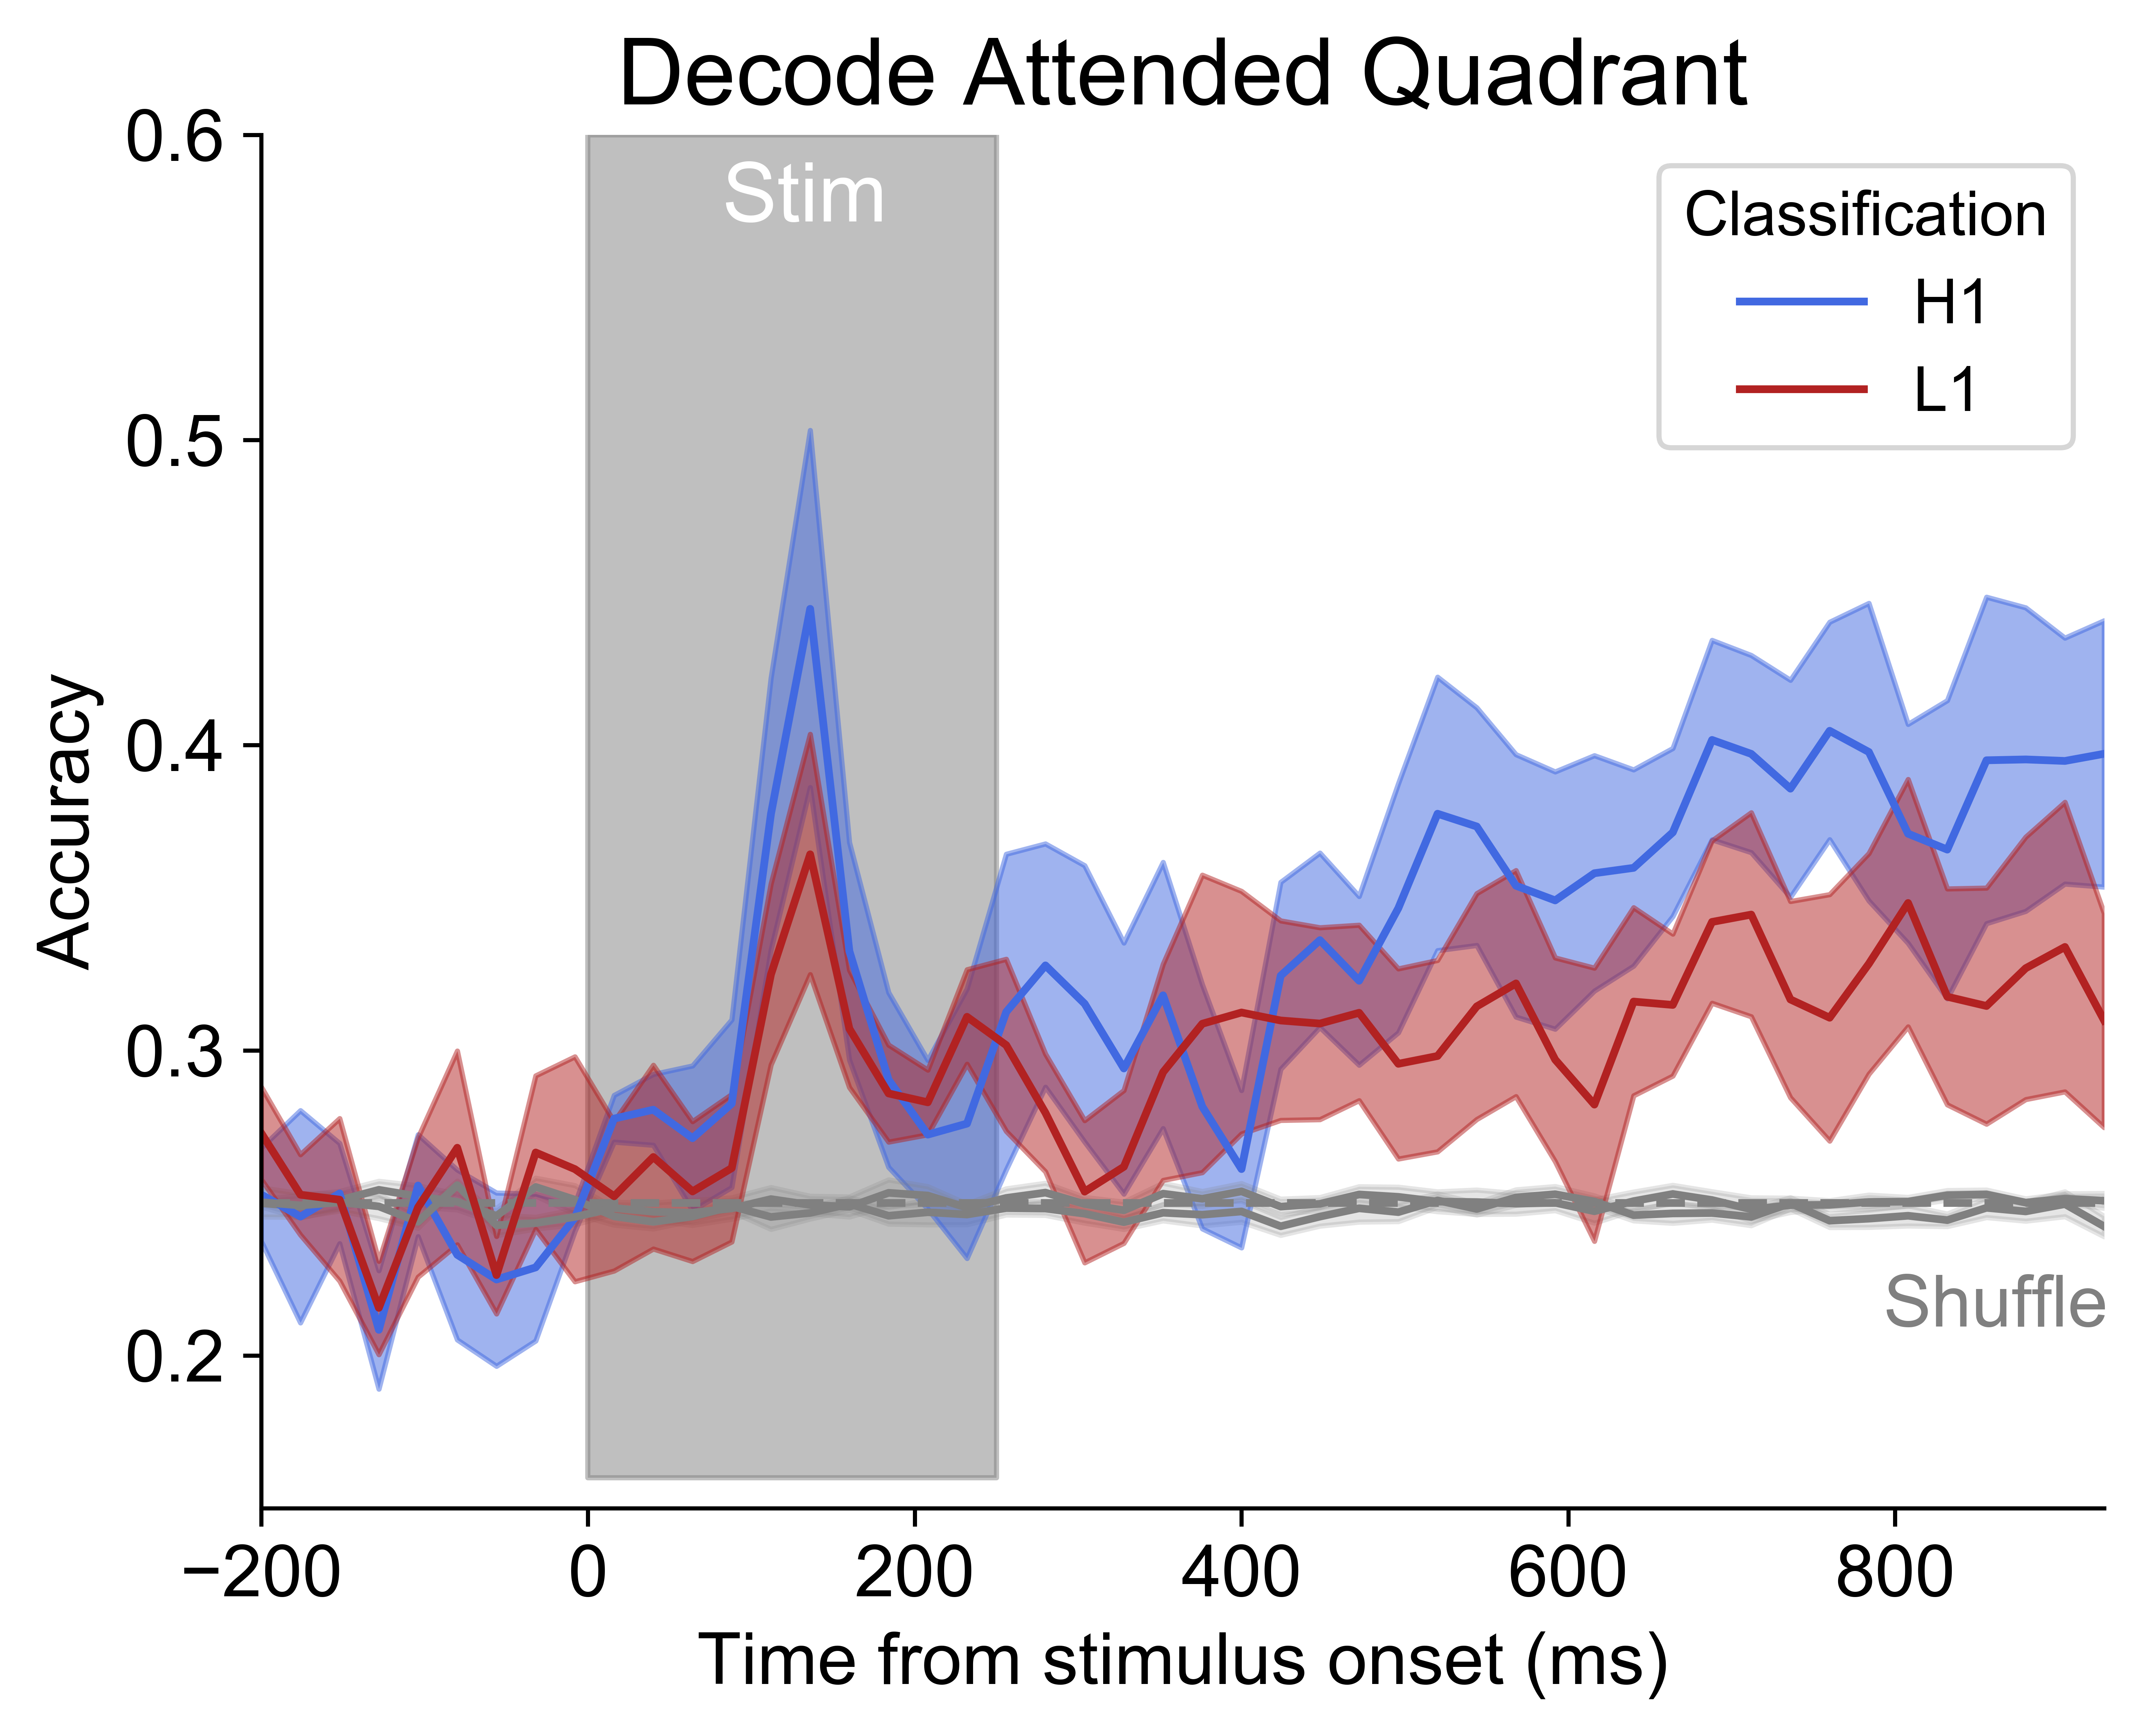 Decode Attended Quadrant
0.6
0.5
0.4
0.3
0.2
Accuracy
Stim
Classification
H1
L1
Shuffle
−200 0 200 400 600 800
Time from stimulus onset (ms)